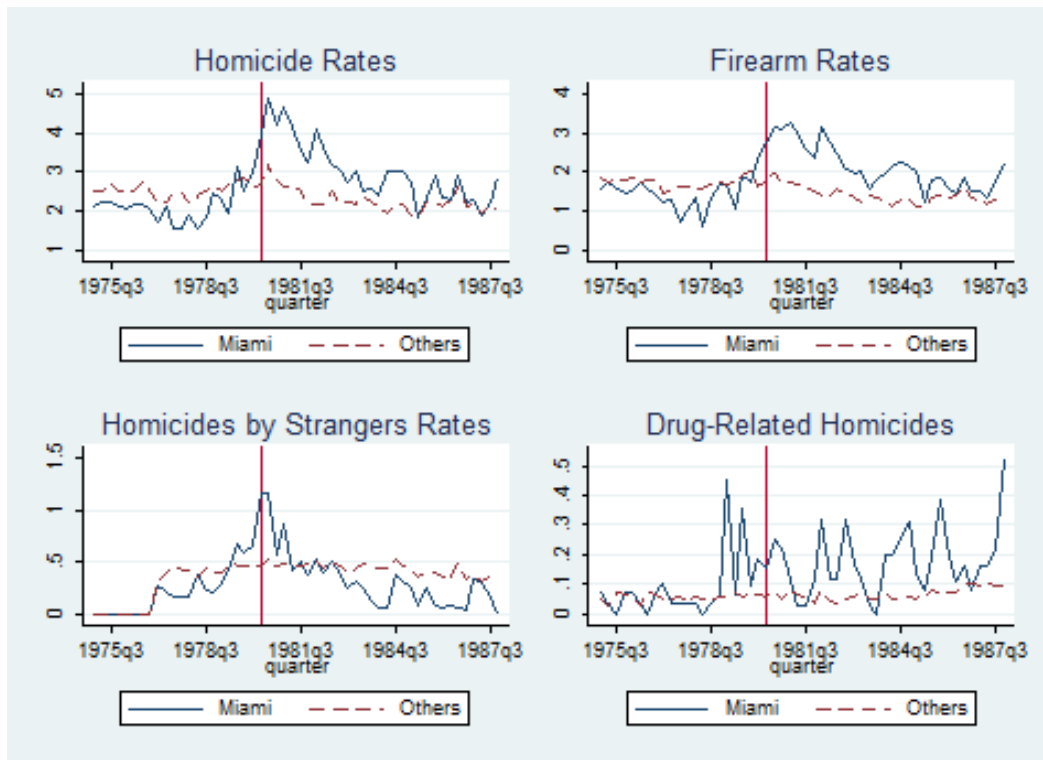 Homicide Rates
5
4
3
2
1
1975q3 1978q3 1981q3 1984q3 1987q3
quarter
Miami Others
Firearm Rates
4
3
2
1
0
1975q3 1978q3 1981q3 1984q3 1987q3
quarter
Miami Others
Homicides by Strangers Rates
1.5
1
.5
0
1975q3 1978q3 1981q3 1984q3 1987q3
quarter
Miami Others
Drug-Related Homicides
.5
.4
.3
.2
.1
0
1975q3 1978q3 1981q3 1984q3 1987q3
quarter
Miami Others